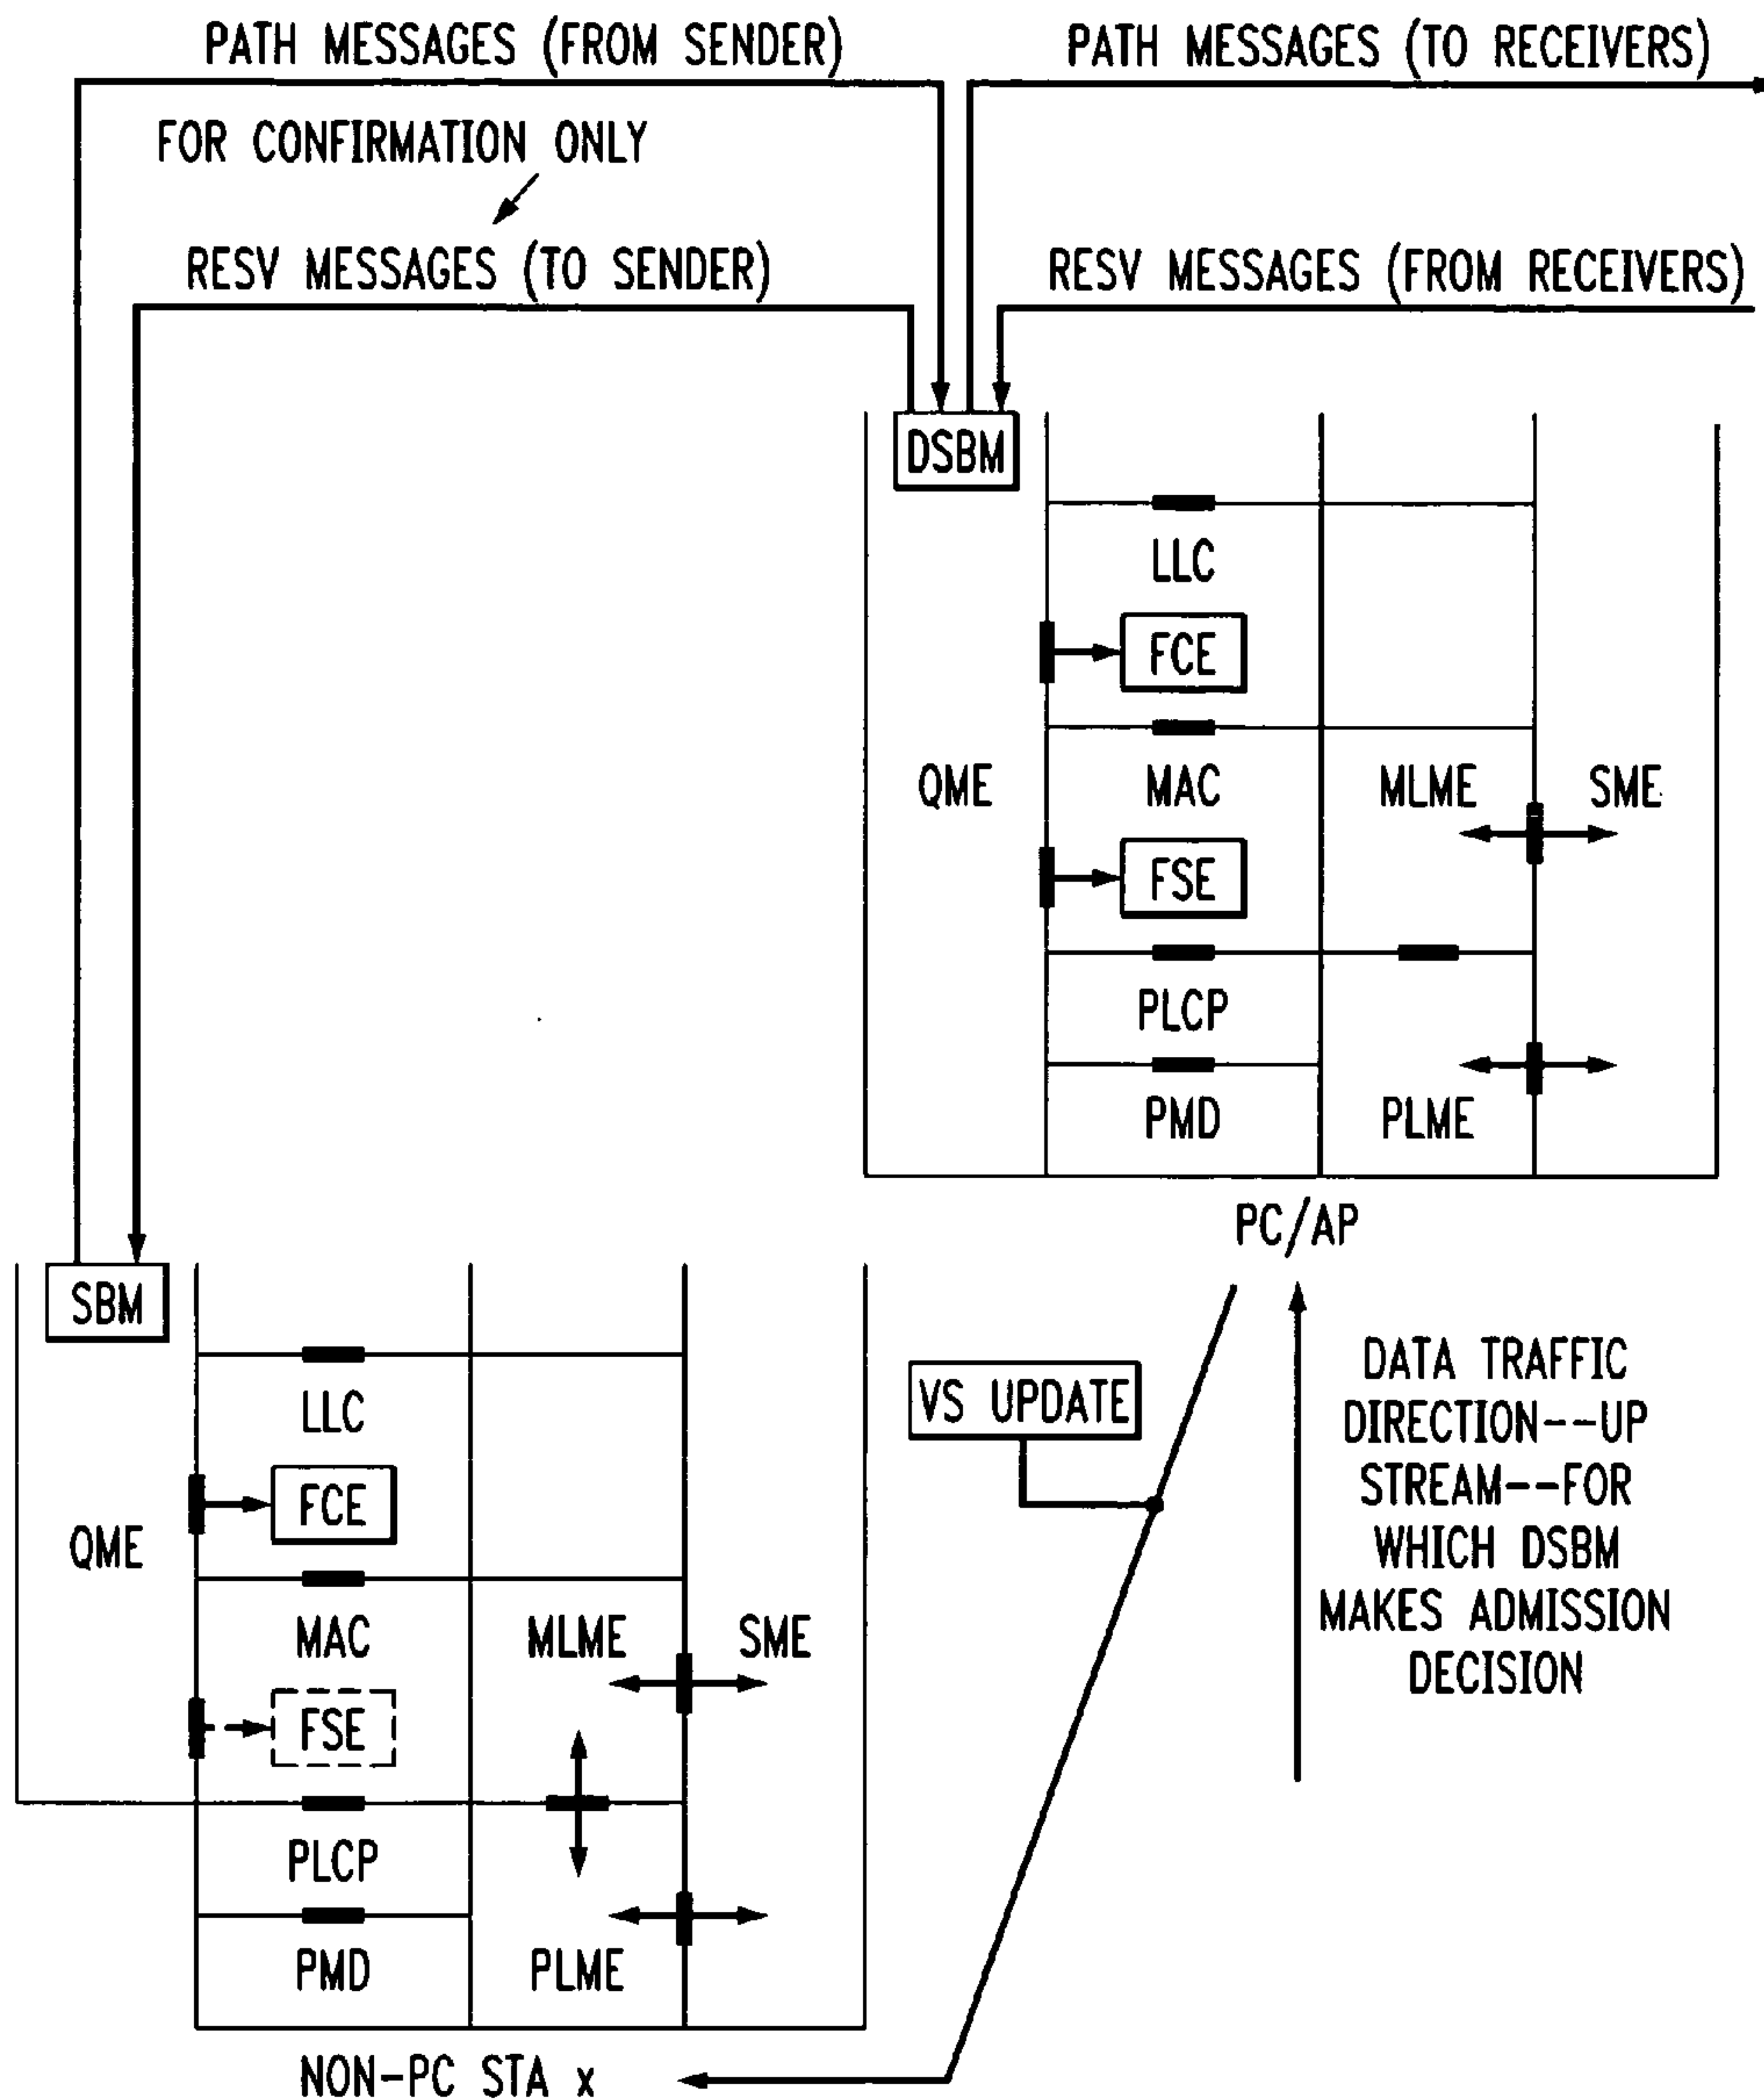 PATH MESSAGES (FROM SENDER)
PATH MESSAGES (TO RECEIVERS)
FOR CONFIRMATION ONLY
RESV MESSAGES (TO SENDER)
RESV MESSAGES (FROM RECEIVERS)
DSBM
LLC
FCE
QME
MAC
MLME
SME
FSE
PLCP
PMD
PLME
PC/AP
SBM
LLC
FCE
QME
MAC
MLME
SME
FSE
PLCP
PMD
PLME
NON-PC STA x
VS UPDATE
DATA TRAFFIC
DIRECTION--UP
STREAM--FOR
WHICH DSBM
MAKES ADMISSION
DECISION